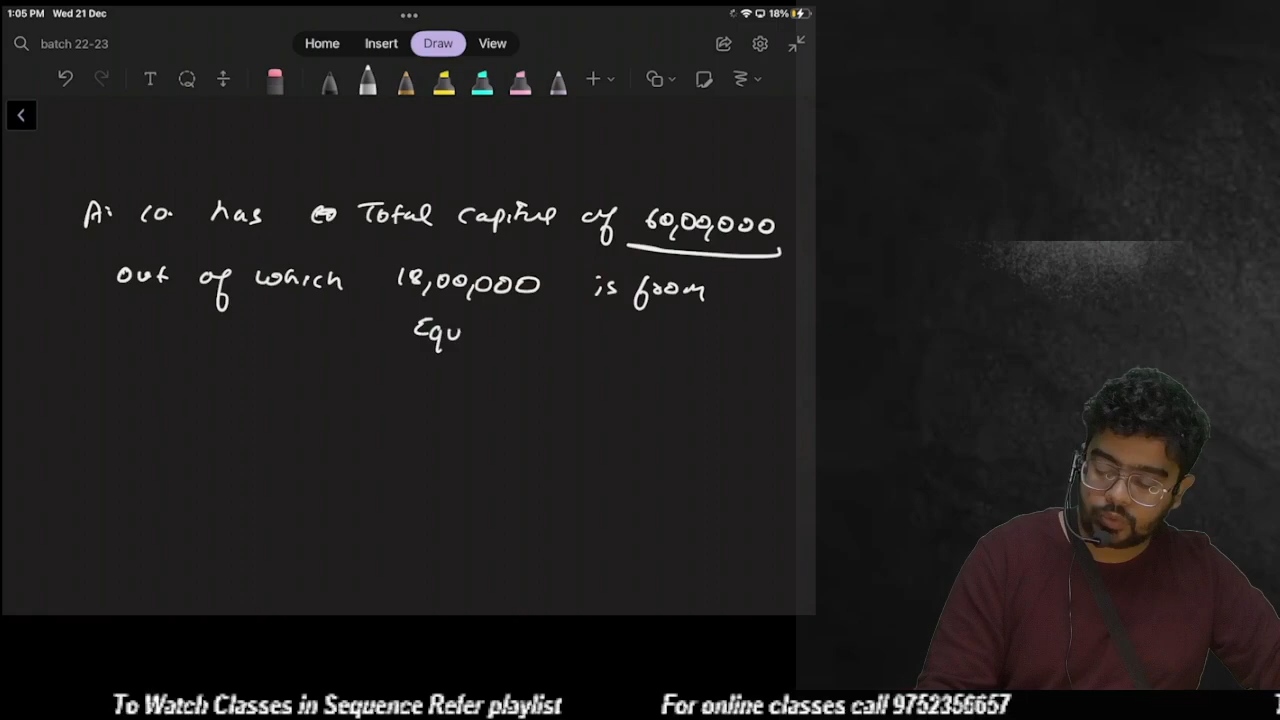 1:05 PM Wed 21 Dec
18%
batch 22-23
Home Insert Draw View
A: co. has Total capital of 60,00,000
out of which 18,00,000 is from
Equ
To Watch Classes in Sequence Refer playlist
For online classes call 9752356657